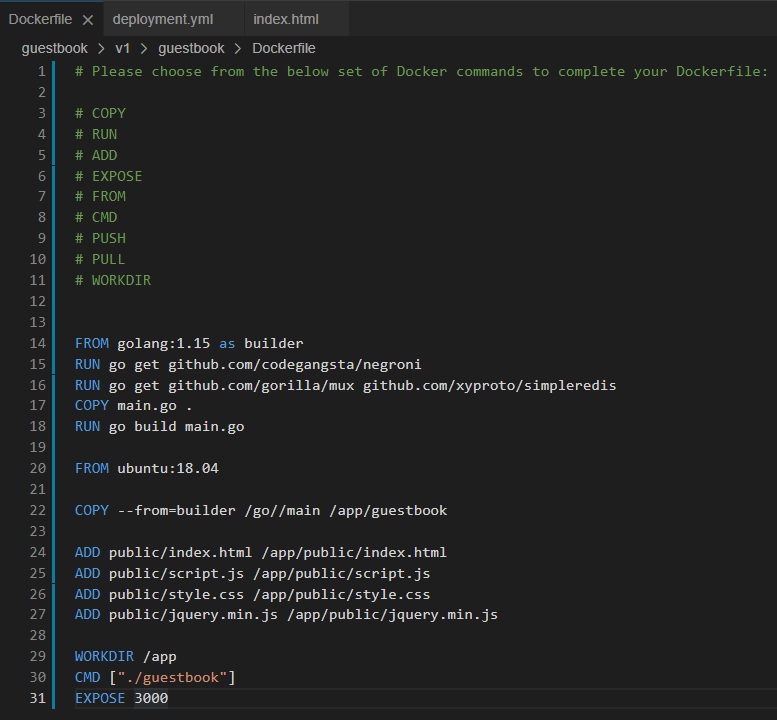 Dockerfile × deployment.yml index.html
guestbook > v1 > guestbook > Dockerfile
1 # Please choose from the below set of Docker commands to complete your Dockerfile:
2
3 # COPY
4 # RUN
5 # ADD
6 # EXPOSE
7 # FROM
8 # CMD
9 # PUSH
10 # PULL
11 # WORKDIR
12
13
14 FROM golang:1.15 as builder
15 RUN go get github.com/codegangsta/negroni
16 RUN go get github.com/gorilla/mux github.com/xyproto/simpleredis
17 COPY main.go .
18 RUN go build main.go
19
20 FROM ubuntu:18.04
21
22 COPY --from=builder /go//main /app/guestbook
23
24 ADD public/index.html /app/public/index.html
25 ADD public/script.js /app/public/script.js
26 ADD public/style.css /app/public/style.css
27 ADD public/jquery.min.js /app/public/jquery.min.js
28
29 WORKDIR /app
30 CMD ["./guestbook"]
31 EXPOSE 3000